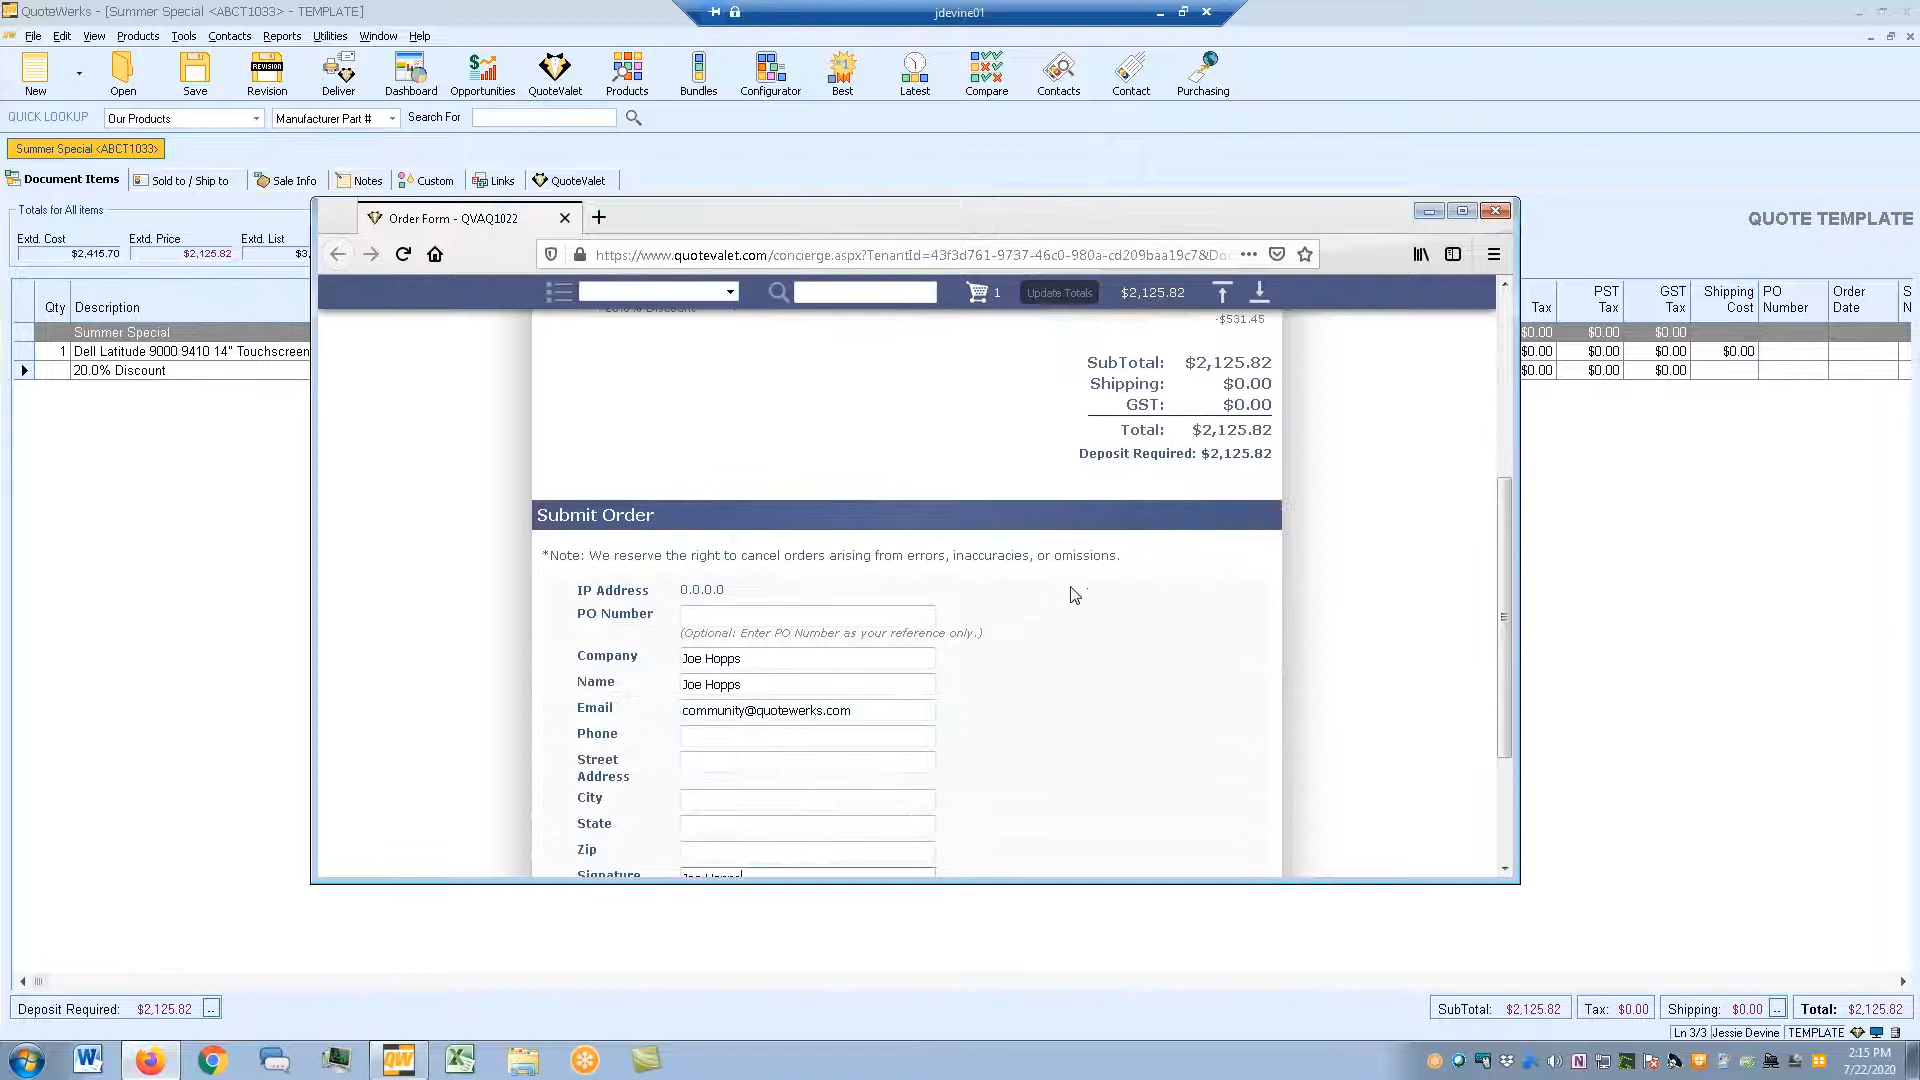 QuoteWerks - [Summer Special <ABCT1033> - TEMPLATE]
jdevine01
File Edit View Products Tools Contacts Reports Utilities Window Help
REVISION
#1
New Open Save Revision Deliver Dashboard Opportunities QuoteValet Products Bundles Configurator Best Latest Compare Contacts Contact Purchasing
QUICK LOOKUP Our Products Manufacturer Part # Search For
Summer Special <ABCT1033>
Document Items Sold to / Ship to Sale Info Notes Custom Links QuoteValet
Totals for All items
QUOTE TEMPLATE
Extd. Cost Extd. Price Extd. List
$2,415.70 $2,125.82 $3,
Order Form - QVAQ1022
https://www.quotevalet.com/concierge.aspx?TenantId=43f3d761-9737-46c0-980a-cd209baa19c7&Do
1 Update Totals $2,125.82
Qty Description
Tax PST Tax GST Tax Shipping Cost PO Number Order Date S N
Summer Special
$0.00 $0.00 $0.00
1 Dell Latitude 9000 9410 14" Touchscreen
$0.00 $0.00 $0.00 $0.00
20.0% Discount
$0.00 $0.00 $0.00
20.0% Discount
-$531.45
SubTotal: $2,125.82
Shipping: $0.00
GST: $0.00
Total: $2,125.82
Deposit Required: $2,125.82
Submit Order
*Note: We reserve the right to cancel orders arising from errors, inaccuracies, or omissions.
IP Address 0.0.0.0
PO Number
(Optional: Enter PO Number as your reference only.)
Company Joe Hopps
Name Joe Hopps
Email community@quotewerks.com
Phone
Street
Address
City
State
Zip
Signature Joe Hopps
Deposit Required: $2,125.82 ..
SubTotal: $2,125.82 Tax: $0.00 Shipping: $0.00 .. Total: $2,125.82
Ln 3/3 Jessie Devine TEMPLATE
2:15 PM
7/22/2020